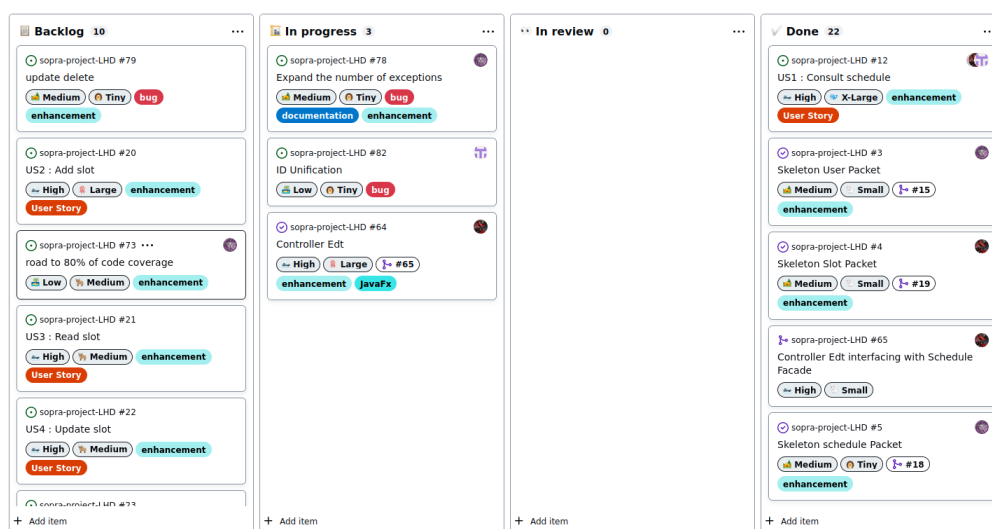 Backlog 10
sopra-project-LHD #79
update delete
Medium Tiny bug
enhancement
sopra-project-LHD #20
US2 : Add slot
High Large enhancement
User Story
sopra-project-LHD #73
road to 80% of code coverage
Low Medium enhancement
sopra-project-LHD #21
US3 : Read slot
High Medium enhancement
User Story
sopra-project-LHD #22
US4 : Update slot
High Medium enhancement
User Story
sopra-project-LHD #23
+ Add item
In progress 3
sopra-project-LHD #78
Expand the number of exceptions
Medium Tiny bug
documentation enhancement
sopra-project-LHD #82
ID Unification
Low Tiny bug
sopra-project-LHD #64
Controller Edt
High Large #65
enhancement JavaFx
+ Add item
In review 0
+ Add item
Done 22
sopra-project-LHD #12
US1 : Consult schedule
High X-Large enhancement
User Story
sopra-project-LHD #3
Skeleton User Packet
Medium Small #15
enhancement
sopra-project-LHD #4
Skeleton Slot Packet
Medium Small #19
enhancement
sopra-project-LHD #65
Controller Edt interfacing with Schedule
Facade
High Small
sopra-project-LHD #5
Skeleton schedule Packet
Medium Tiny #18
enhancement
+ Add item